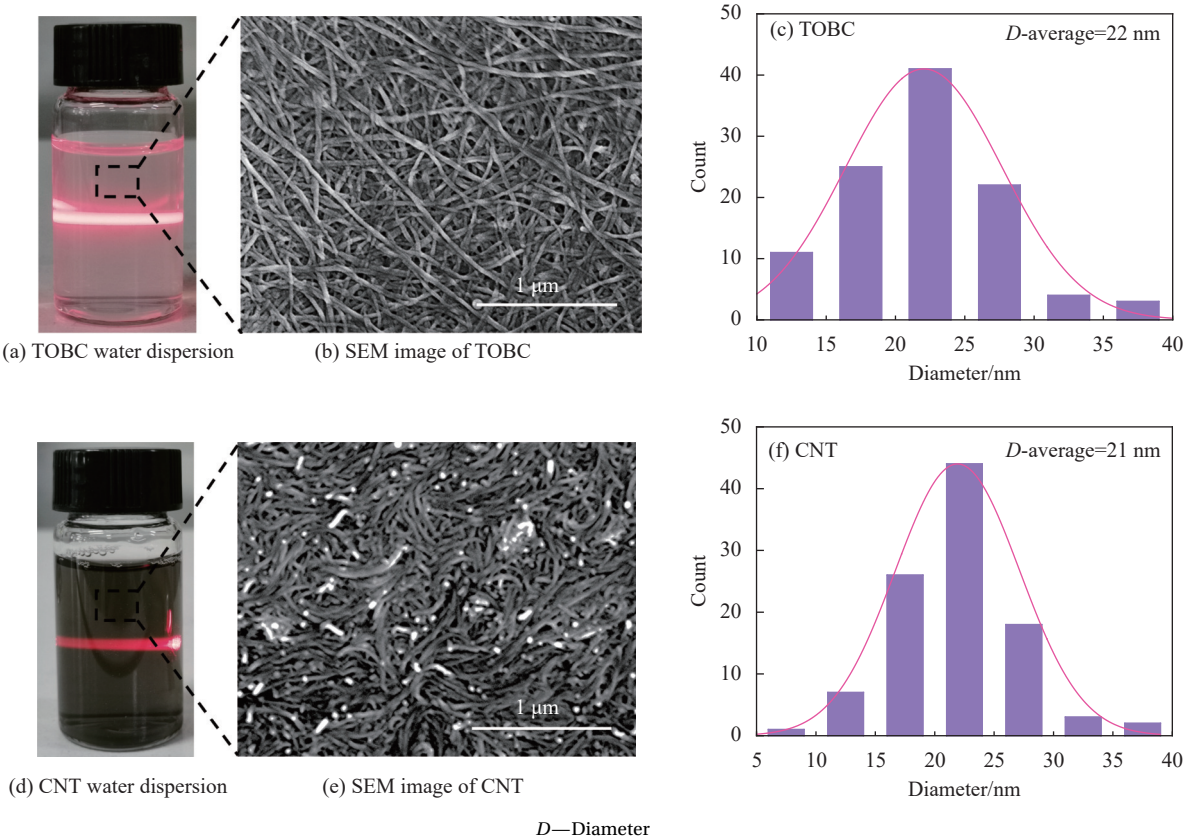 1 μm
(a) TOBC water dispersion
(b) SEM image of TOBC
(c) TOBC
D-average=22 nm
50
40
30
20
10
0
Count
10 15 20 25 30 35 40
Diameter/nm
1 μm
(d) CNT water dispersion
(e) SEM image of CNT
(f) CNT
D-average=21 nm
50
40
30
20
10
0
Count
5 10 15 20 25 30 35 40
Diameter/nm
D—Diameter